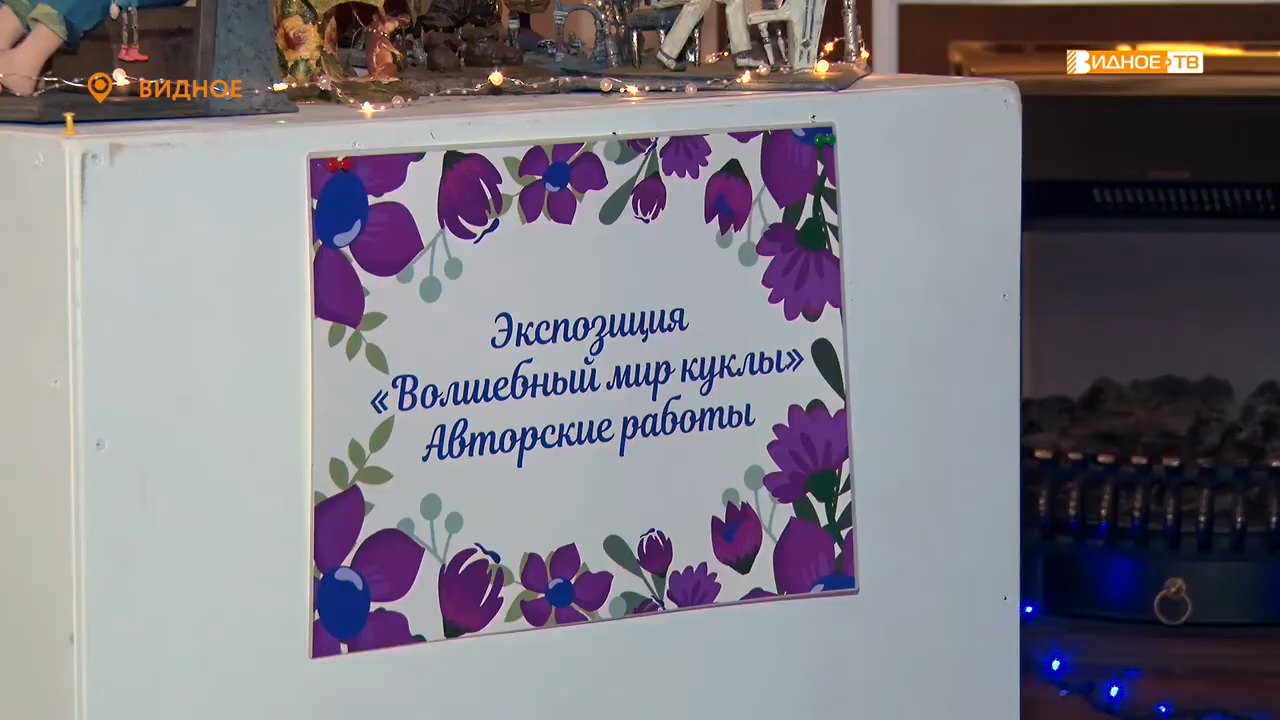 ВИДНОЕ
ВИДНОЕ ТВ
Экспозиция
«Волшебный мир куклы»
Авторские работы